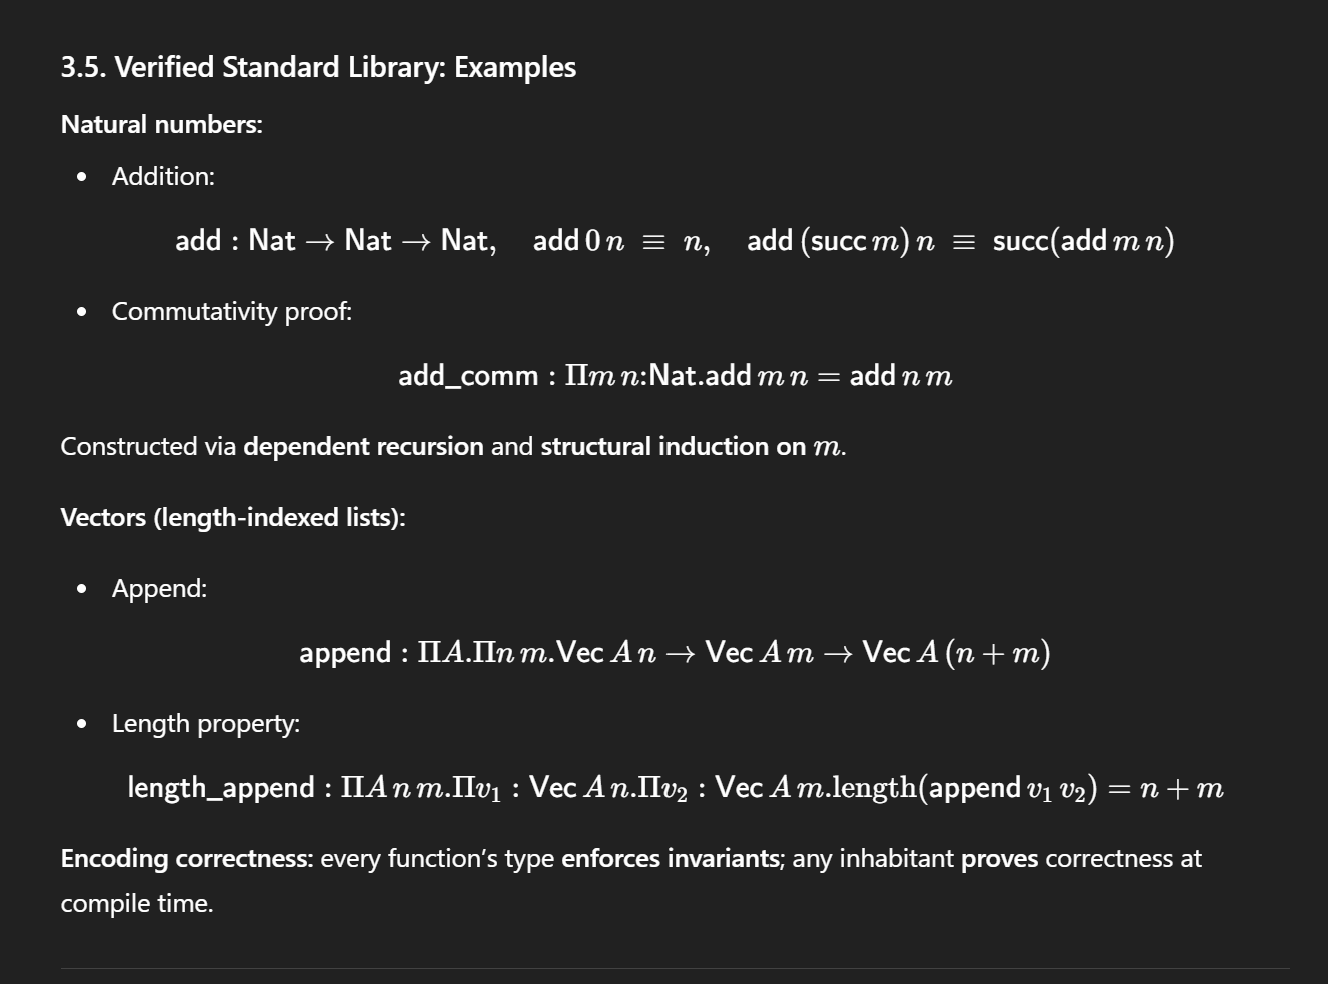 3.5. Verified Standard Library: Examples
Natural numbers:
• Addition:
add : Nat → Nat → Nat, add 0 n ≡ n, add (succ m) n ≡ succ(add m n)
• Commutativity proof:
add_comm : Πm n:Nat.add m n = add n m
Constructed via dependent recursion and structural induction on m.
Vectors (length-indexed lists):
• Append:
append : ΠA.Πn m.Vec A n → Vec A m → Vec A (n + m)
• Length property:
length_append : ΠA n m.Πv₁ : Vec A n.Πv₂ : Vec A m.length(append v₁ v₂) = n + m
Encoding correctness: every function’s type enforces invariants; any inhabitant proves correctness at
compile time.